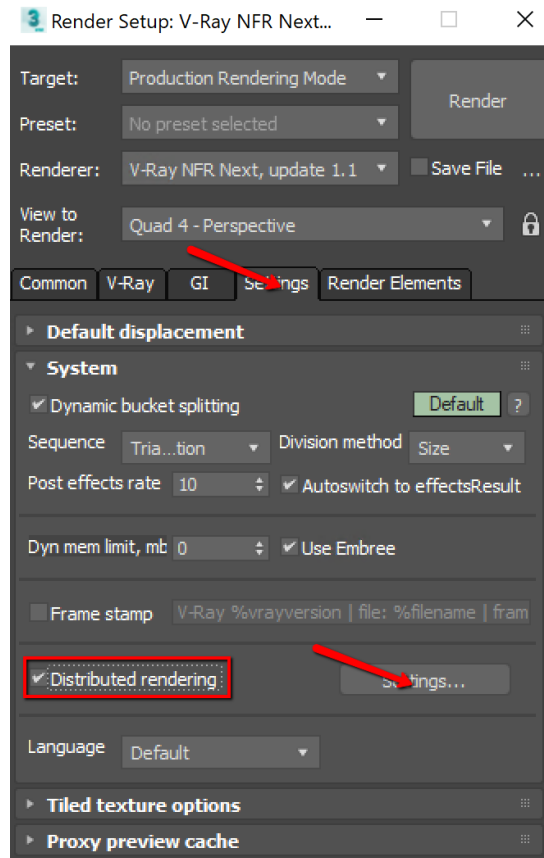 Render Setup: V-Ray NFR Next...
Target: Production Rendering Mode
Render
Preset: No preset selected
Renderer: V-Ray NFR Next, update 1.1 Save File ...
View to
Render: Quad 4 - Perspective
Common V-Ray GI Settings Render Elements
Default displacement
System
Dynamic bucket splitting Default ?
Sequence Tria...tion Division method Size
Post effects rate 10 Autoswitch to effectsResult
Dyn mem limit, mb 0 Use Embree
Frame stamp V-Ray %vrayversion | file: %filename | fram
Distributed rendering Settings...
Language Default
Tiled texture options
Proxy preview cache